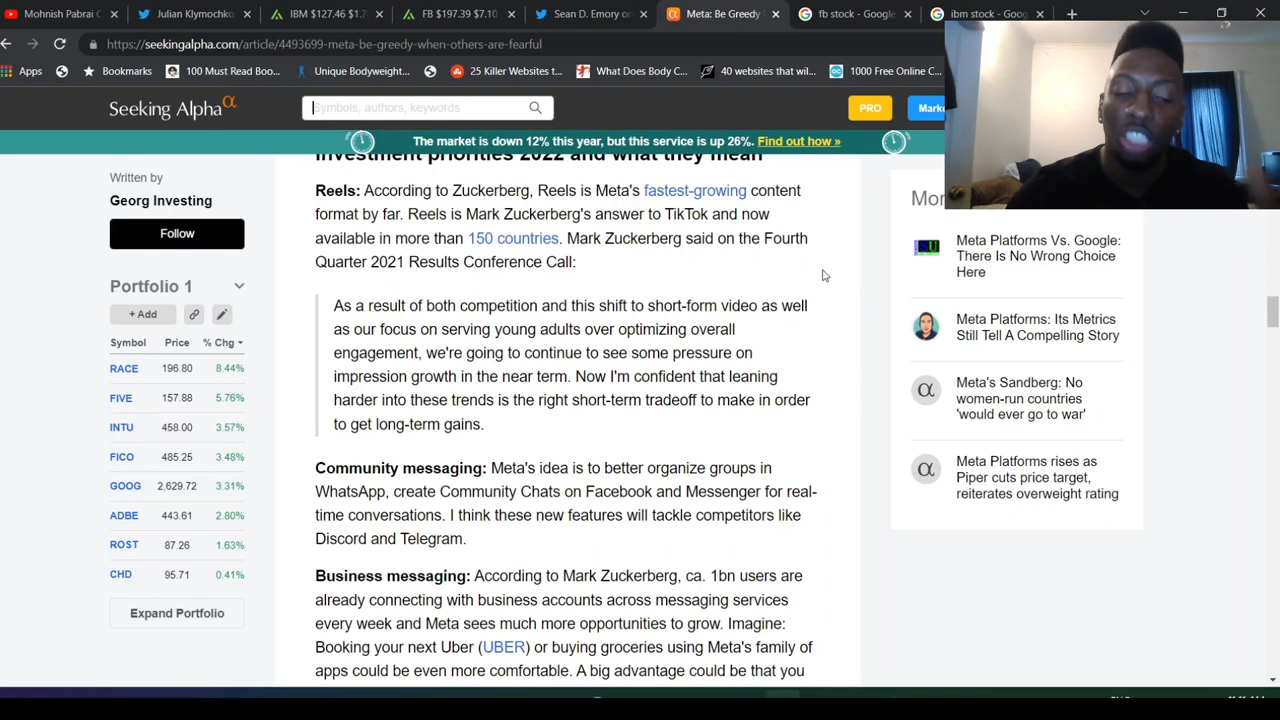 Mohnish Pabrai C
Julian Klymochko
IBM $127.46 $1.7
FB $197.39 $7.10
Sean D. Emory on
Meta: Be Greedy
fb stock - Google
ibm stock - Goog
https://seekingalpha.com/article/4493699-meta-be-greedy-when-others-are-fearful
Apps
Bookmarks
100 Must Read Boo...
Unique Bodyweight...
25 Killer Websites t...
What Does Body C...
40 websites that wil...
1000 Free Online C...
Seeking Alpha α
Symbols, authors, keywords
PRO
Marke
The market is down 12% this year, but this service is up 26%. Find out how »
Written by
Georg Investing
Follow
Portfolio 1
+ Add
Symbol Price % Chg
RACE 196.80 8.44%
FIVE 157.88 5.76%
INTU 458.00 3.57%
FICO 485.25 3.48%
GOOG 2,629.72 3.31%
ADBE 443.61 2.80%
ROST 87.26 1.63%
CHD 95.71 0.41%
Expand Portfolio
Investment priorities 2022 and what they mean
Reels: According to Zuckerberg, Reels is Meta's fastest-growing content
format by far. Reels is Mark Zuckerberg's answer to TikTok and now
available in more than 150 countries. Mark Zuckerberg said on the Fourth
Quarter 2021 Results Conference Call:
As a result of both competition and this shift to short-form video as well
as our focus on serving young adults over optimizing overall
engagement, we're going to continue to see some pressure on
impression growth in the near term. Now I'm confident that leaning
harder into these trends is the right short-term tradeoff to make in order
to get long-term gains.
Community messaging: Meta's idea is to better organize groups in
WhatsApp, create Community Chats on Facebook and Messenger for real-
time conversations. I think these new features will tackle competitors like
Discord and Telegram.
Business messaging: According to Mark Zuckerberg, ca. 1bn users are
already connecting with business accounts across messaging services
every week and Meta sees much more opportunities to grow. Imagine:
Booking your next Uber (UBER) or buying groceries using Meta's family of
apps could be even more comfortable. A big advantage could be that you
Mor
Meta Platforms Vs. Google:
There Is No Wrong Choice
Here
Meta Platforms: Its Metrics
Still Tell A Compelling Story
α
Meta's Sandberg: No
women-run countries
'would ever go to war'
α
Meta Platforms rises as
Piper cuts price target,
reiterates overweight rating